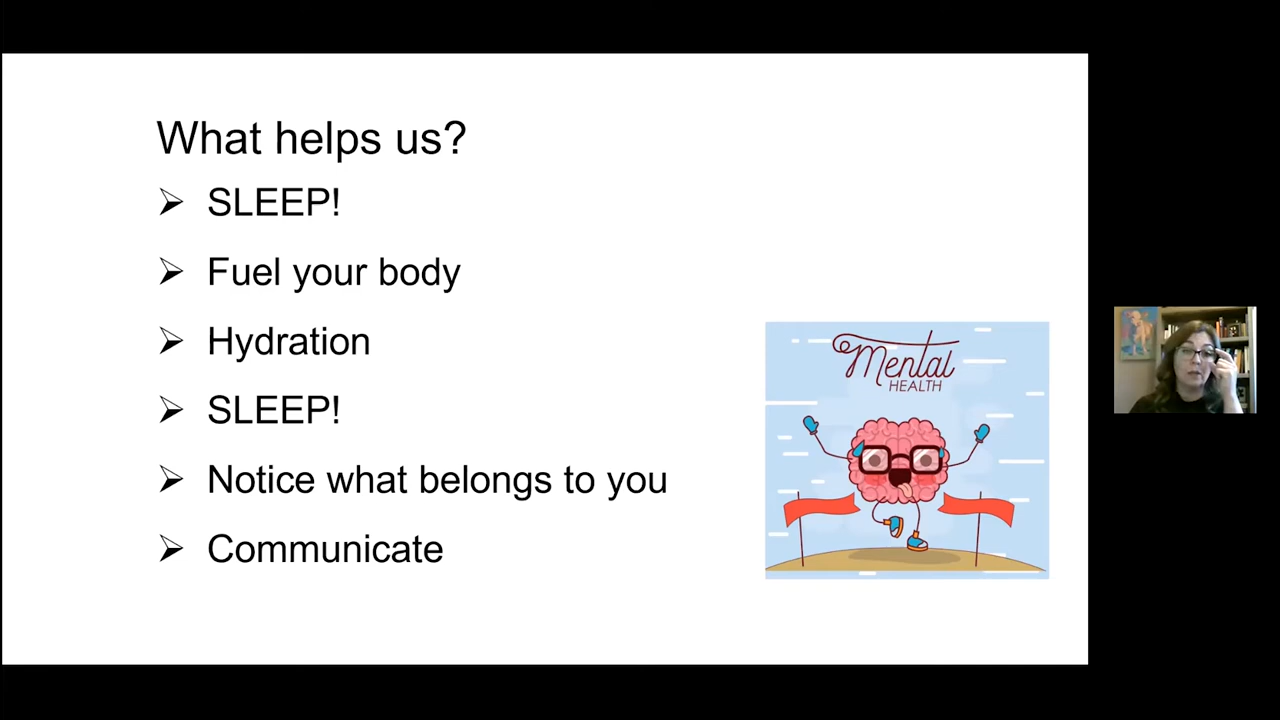 What helps us?
➢ SLEEP!
➢ Fuel your body
➢ Hydration
➢ SLEEP!
➢ Notice what belongs to you
➢ Communicate
Mental
HEALTH